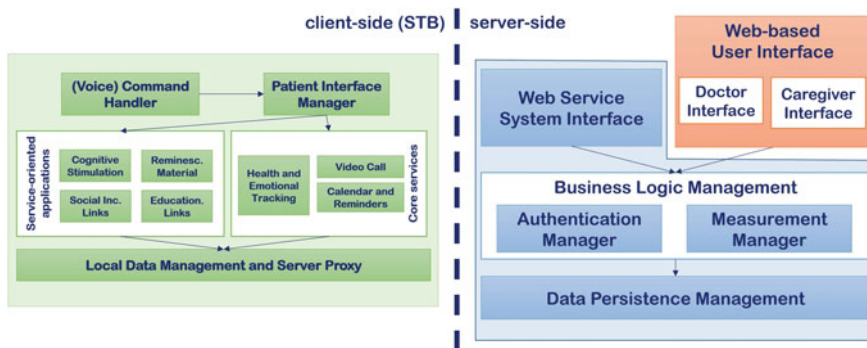 client-side (STB)
server-side
(Voice) Command
Handler
Patient Interface
Manager
Service-oriented
applications
Cognitive
Stimulation
Reminesc.
Material
Social Inc.
Links
Education.
Links
Health and
Emotional
Tracking
Video Call
Calendar and
Reminders
Core services
Local Data Management and Server Proxy
Web-based
User Interface
Doctor
Interface
Caregiver
Interface
Web Service
System Interface
Business Logic Management
Authentication
Manager
Measurement
Manager
Data Persistence Management